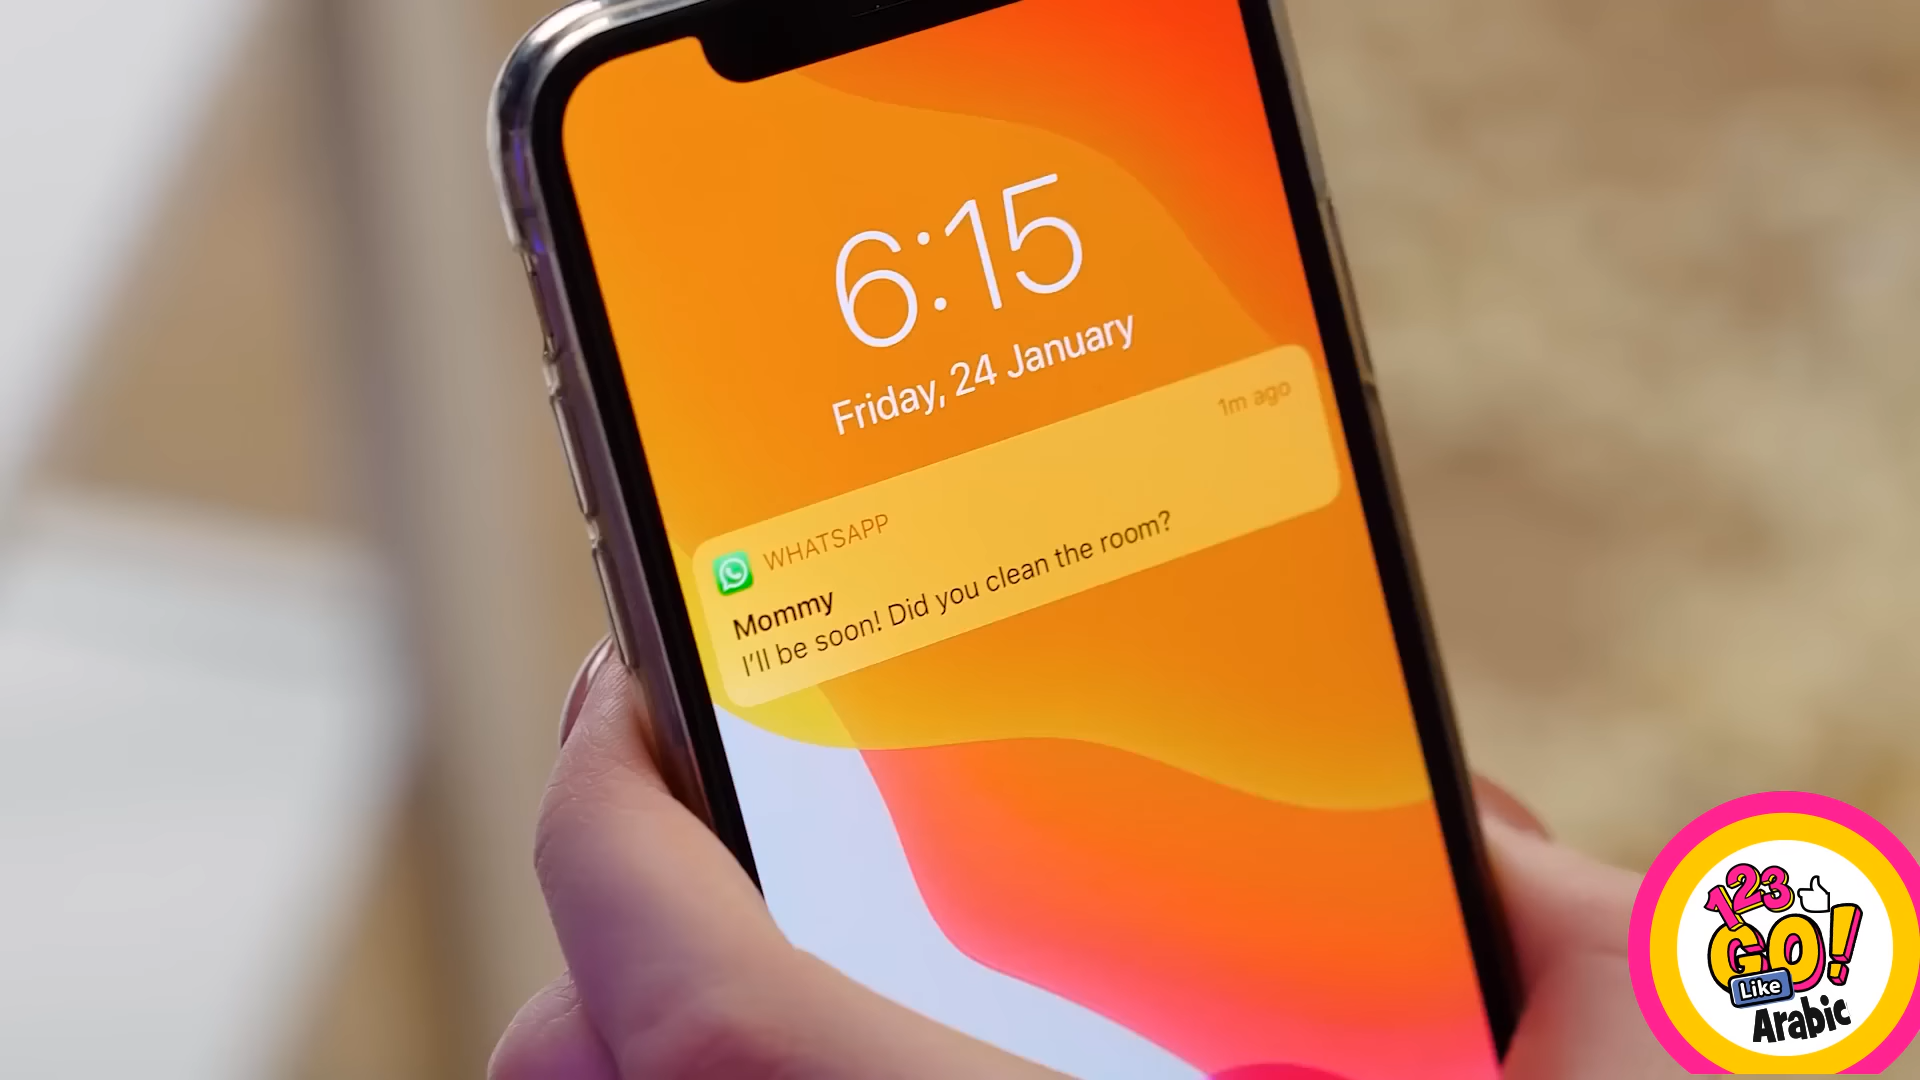 6:15
Friday, 24 January
1m ago
WHATSAPP
Mommy
I'll be soon! Did you clean the room?
123
GO!
Like
Arabic